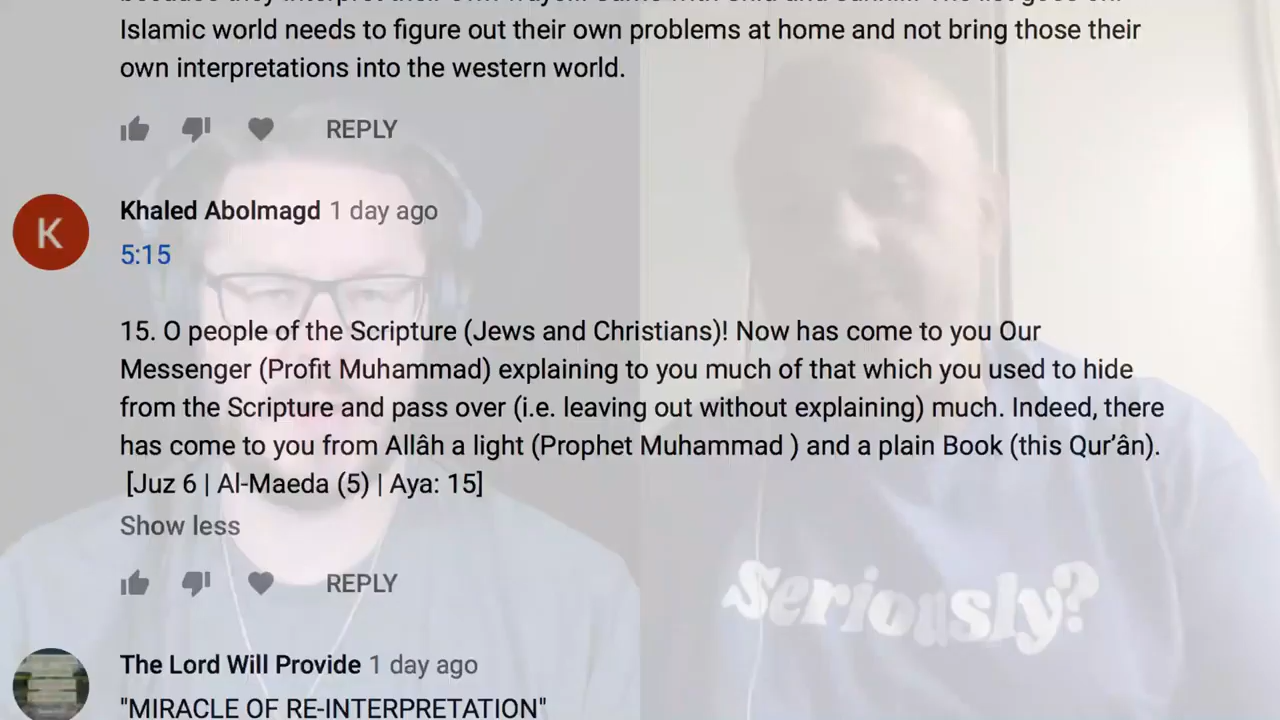 Islamic world needs to figure out their own problems at home and not bring those their
own interpretations into the western world.
REPLY
K
Khaled Abolmagd 1 day ago
5:15
15. O people of the Scripture (Jews and Christians)! Now has come to you Our
Messenger (Profit Muhammad) explaining to you much of that which you used to hide
from the Scripture and pass over (i.e. leaving out without explaining) much. Indeed, there
has come to you from Allâh a light (Prophet Muhammad ) and a plain Book (this Qur’ân).
[Juz 6 | Al-Maeda (5) | Aya: 15]
Show less
Seriously?
REPLY
The Lord Will Provide 1 day ago
"MIRACLE OF RE-INTERPRETATION"